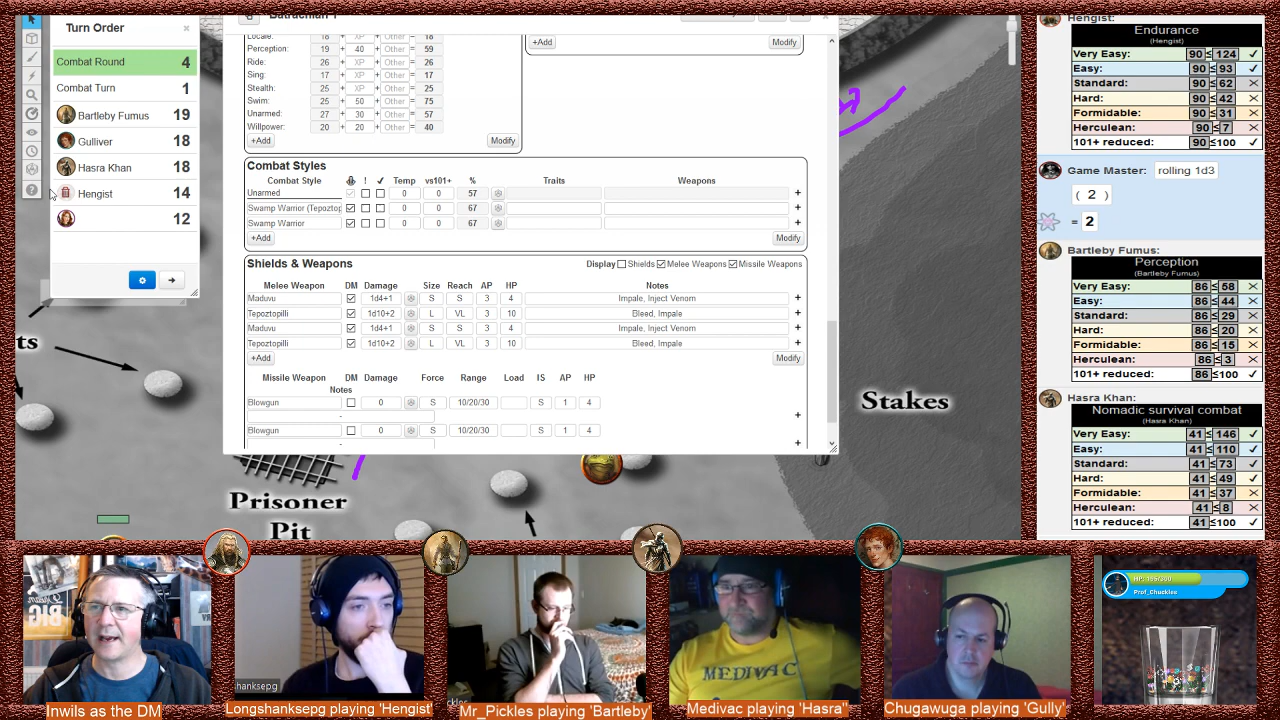 Turn Order ×
Combat Round 4
Combat Turn 1
Bartleby Fumus 19
Gulliver 18
Hasra Khan 18
Hengist 14
12
Perception: 19 + 40 + Other = 59
Ride: 26 + XP + Other = 26
Sing: 17 + XP + Other = 17
Stealth: 25 + XP + Other = 25
Swim: 25 + 50 + Other = 75
Unarmed: 27 + 30 + Other = 57
Willpower: 20 + 20 + Other = 40
+Add Modify
+Add Modify
Combat Styles
Combat Style ! ✓ Temp vs101+ % Traits Weapons
Unarmed 0 0 57 +
Swamp Warrior (Tepoztop 0 0 67 +
Swamp Warrior 0 0 67 +
+Add Modify
Shields & Weapons Display Shields Melee Weapons Missile Weapons
Melee Weapon DM Damage Size Reach AP HP Notes
Maduvu 1d4+1 S S 3 4 Impale, Inject Venom +
Tepoztopilli 1d10+2 L VL 3 10 Bleed, Impale +
Maduvu 1d4+1 S S 3 4 Impale, Inject Venom +
Tepoztopilli 1d10+2 L VL 3 10 Bleed, Impale +
+Add Modify
Missile Weapon DM Damage Force Range Load IS AP HP
Notes
Blowgun 0 S 10/20/30 S 1 4
- +
Blowgun 0 S 10/20/30 S 1 4
+
ts
Stakes
Prisoner
Pit
Hengist:
Endurance
(Hengist)
Very Easy: 90 ≤ 124 ✓
Easy: 90 ≤ 93 ✓
Standard: 90 ≤ 62 ×
Hard: 90 ≤ 42 ×
Formidable: 90 ≤ 31 ×
Herculean: 90 ≤ 7 ×
101+ reduced: 90 ≤100 ✓
Game Master: rolling 1d3
( 2 )
= 2
Bartleby Fumus:
Perception
(Bartleby Fumus)
Very Easy: 86 ≤ 58 ×
Easy: 86 ≤ 44 ×
Standard: 86 ≤ 29 ×
Hard: 86 ≤ 20 ×
Formidable: 86 ≤ 15 ×
Herculean: 86 ≤ 3 ×
101+ reduced: 86 ≤100 ✓
Hasra Khan:
Nomadic survival combat
(Hasra Khan)
Very Easy: 41 ≤ 146 ✓
Easy: 41 ≤ 110 ✓
Standard: 41 ≤ 73 ✓
Hard: 41 ≤ 49 ✓
Formidable: 41 ≤ 37 ×
Herculean: 41 ≤ 8 ×
101+ reduced: 41 ≤100 ✓
BIG
MEDIVAC
Prof_Chuckles
hanksepg
Inwils as the DM
Longshanksepg playing 'Hengist'
Mr_Pickles playing 'Bartleby'
Medivac playing 'Hasra"
Chugawuga playing 'Gully'